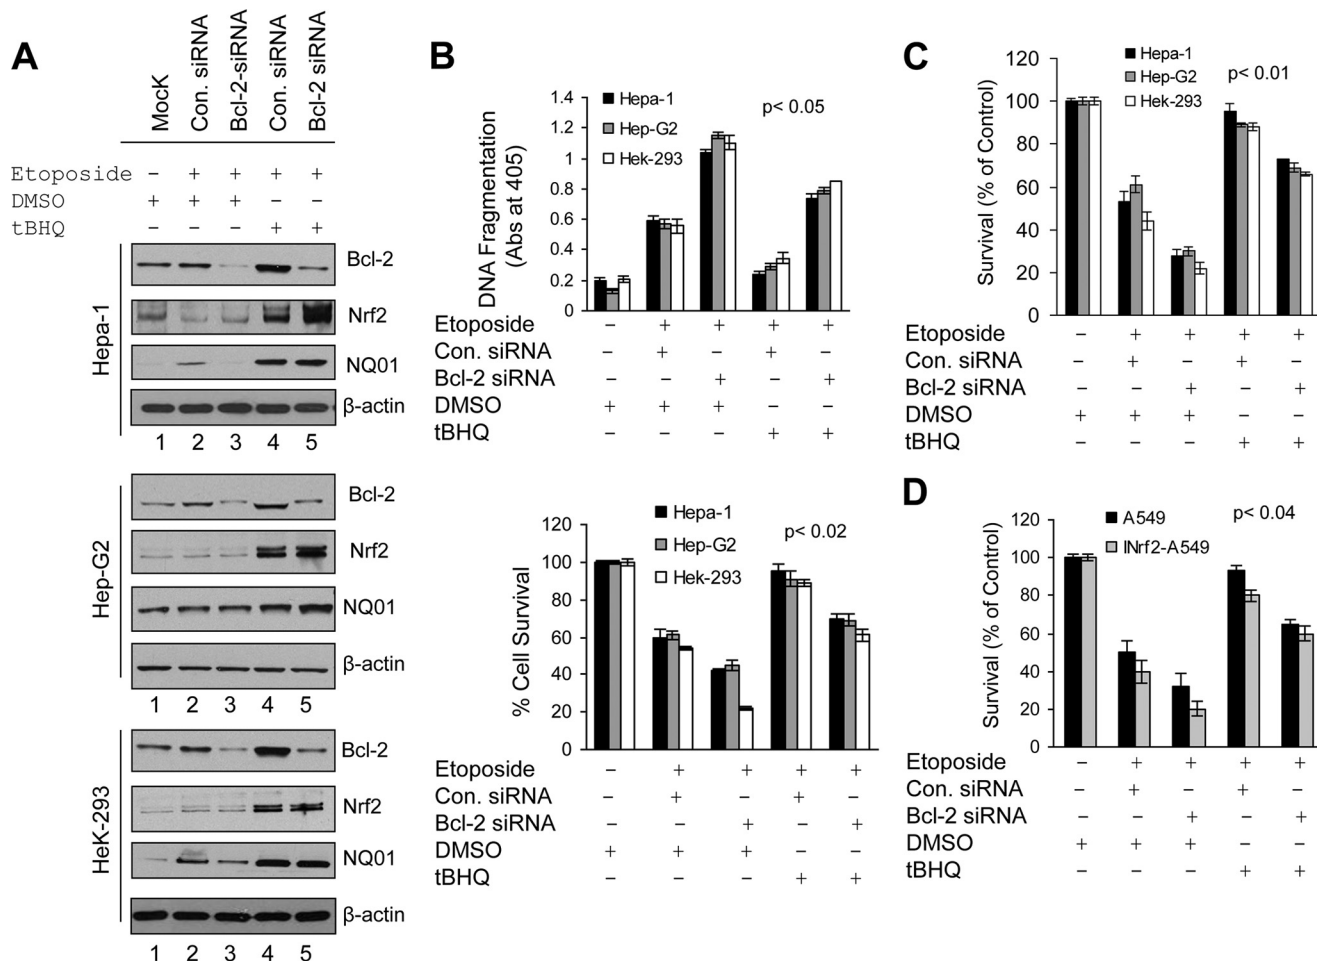 A
MocK
Con. siRNA
Bcl-2-siRNA
Con. siRNA
Bcl-2 siRNA
Etoposide – + + + +
DMSO + + + – –
tBHQ – – – + +
Hepa-1
Bcl-2
Nrf2
NQ01
β-actin
1 2 3 4 5
Hep-G2
Bcl-2
Nrf2
NQ01
β-actin
1 2 3 4 5
HeK-293
Bcl-2
Nrf2
NQ01
β-actin
1 2 3 4 5
B
DNA Fragmentation
(Abs at 405)
1.4
1.2
1
0.8
0.6
0.4
0.2
0
Hepa-1
Hep-G2
Hek-293
p< 0.05
Etoposide – + + + +
Con. siRNA – + – + –
Bcl-2 siRNA – – + – +
DMSO + + + – –
tBHQ – – – + +
% Cell Survival
120
100
80
60
40
20
0
Hepa-1
Hep-G2
Hek-293
p< 0.02
Etoposide – + + + +
Con. siRNA – + – + –
Bcl-2 siRNA – – + – +
DMSO + + + – –
tBHQ – – – + +
C
Survival (% of Control)
120
100
80
60
40
20
0
Hepa-1
Hep-G2
Hek-293
p< 0.01
Etoposide – + + + +
Con. siRNA – + – + –
Bcl-2 siRNA – – + – +
DMSO + + + – –
tBHQ – – – + +
D
Survival (% of Control)
120
100
80
60
40
20
0
A549
INrf2-A549
p< 0.04
Etoposide – + + + +
Con. siRNA – + – + –
Bcl-2 siRNA – – + – +
DMSO + + + – –
tBHQ – – – + +